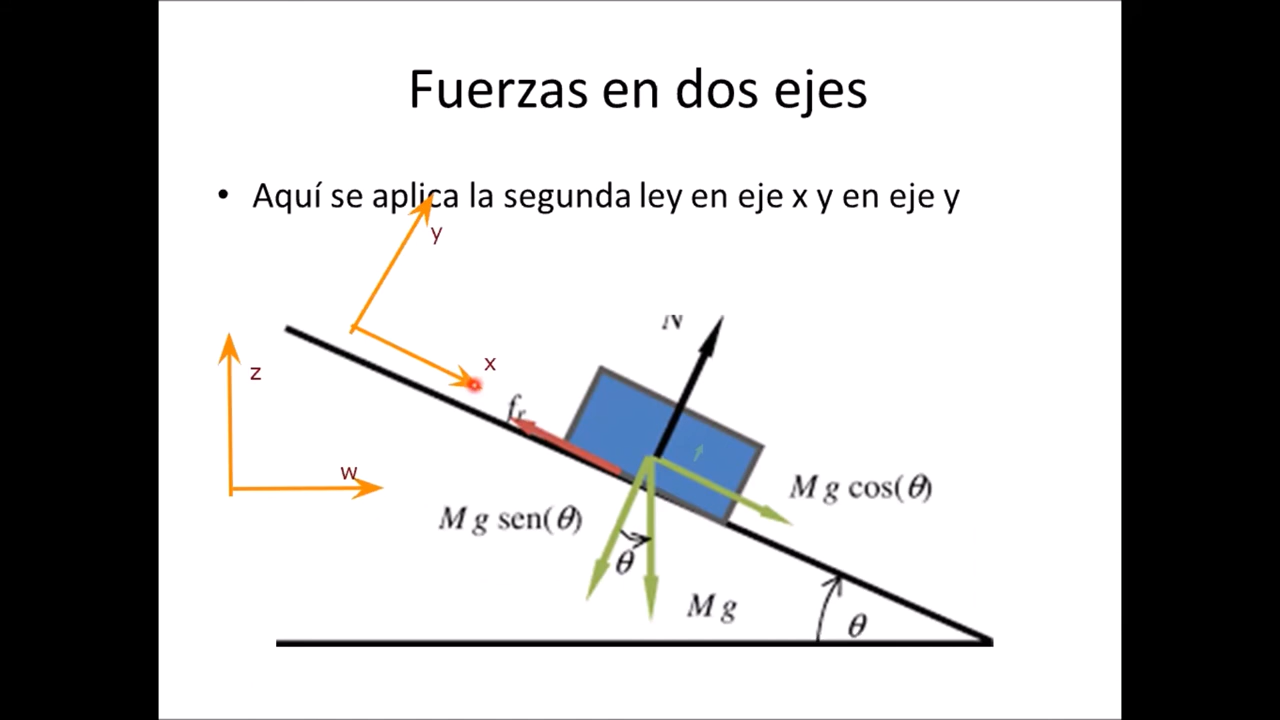 Fuerzas en dos ejes
• Aquí se aplica la segunda ley en eje x y en eje y
y
x
z
w
N
fr
M g cos(θ)
M g sen(θ)
θ
M g
θ